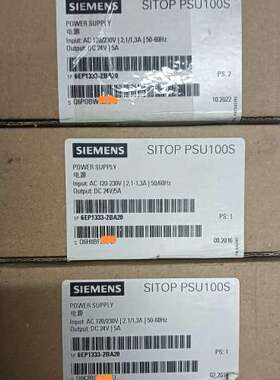 SIEMENS SITOP PSU100S
POWER SUPPLY
电源
Input: AC 120/230V | 2,1/1,3A | 50-60Hz
Output: DC 24V | 5A
1P 6EP1333-2BA20 PS: 2
10.2022
SIEMENS SITOP PSU100S
POWER SUPPLY
电源
Input: AC 120-230V | 2,1-1,3A | 50/60Hz
Output: DC 24V/5A
1P 6EP1333-2BA20 PS: 1
08.2016
SIEMENS SITOP PSU100S
POWER SUPPLY
电源
Input: AC 120/230V | 2,1/1,3A | 50-60Hz
Output: DC 24V | 5A
1P 6EP1333-2BA20 PS: 1